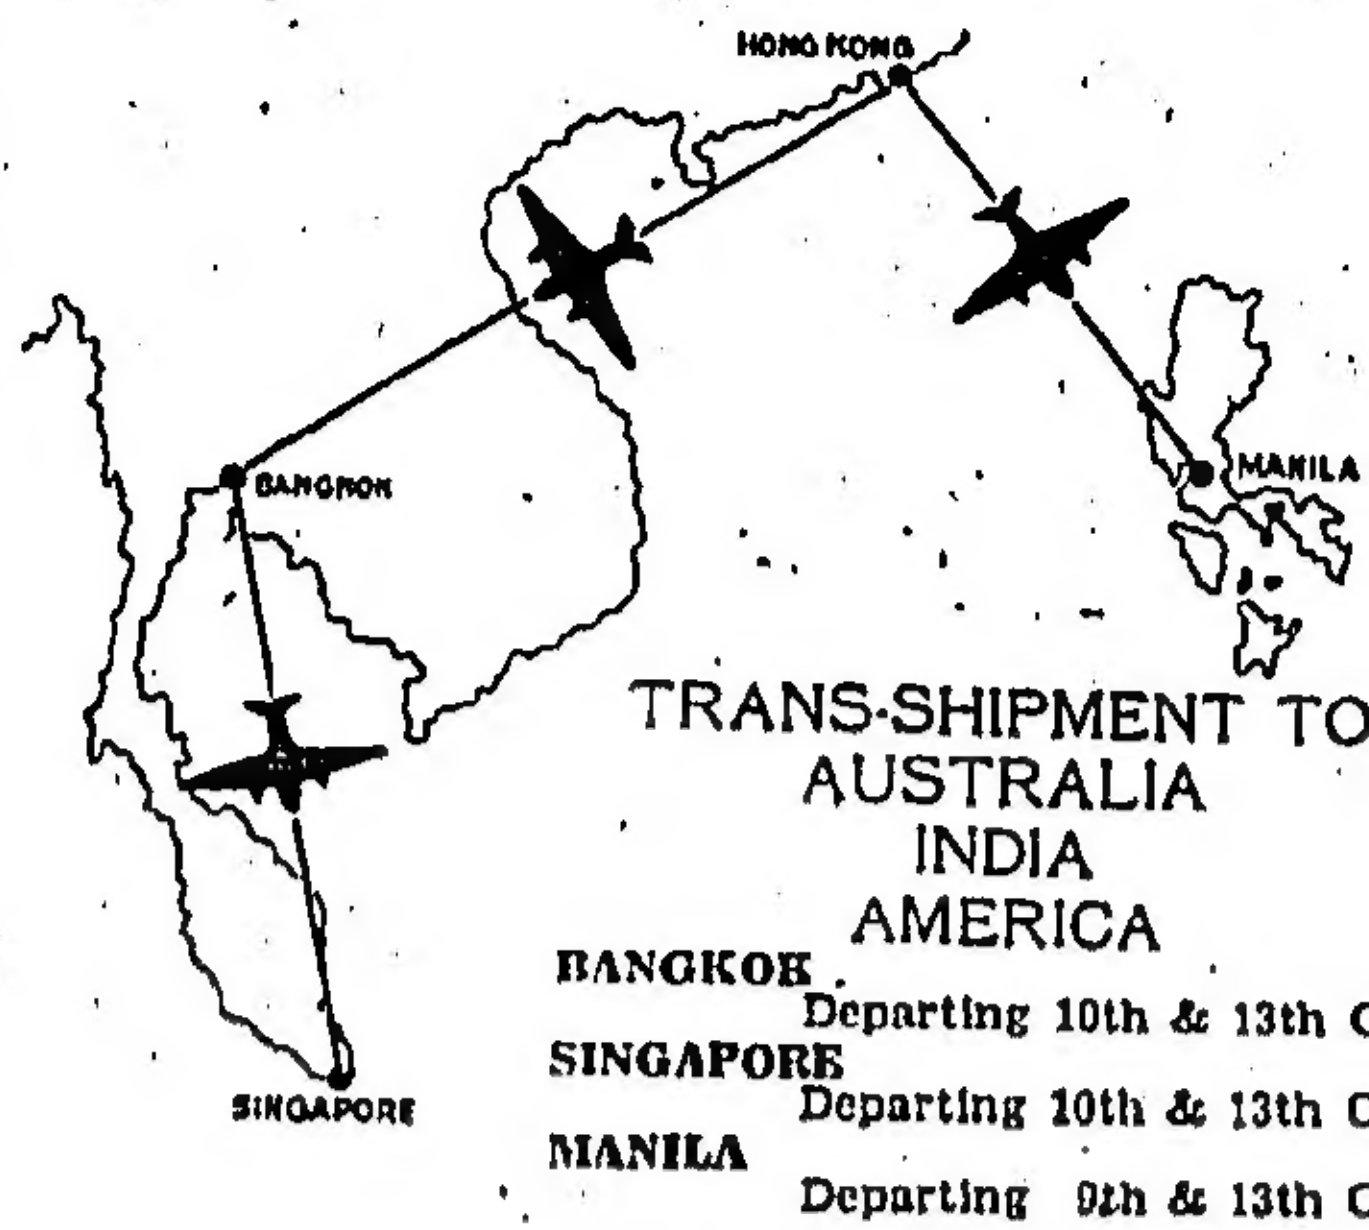 HONG KONG
BANGKOK
MANILA
SINGAPORE
TRANS-SHIPMENT TO
AUSTRALIA
INDIA
AMERICA
BANGKOK
Departing 10th & 13th
SINGAPORE
Departing 10th & 13th
MANILA
Departing 9th & 13th